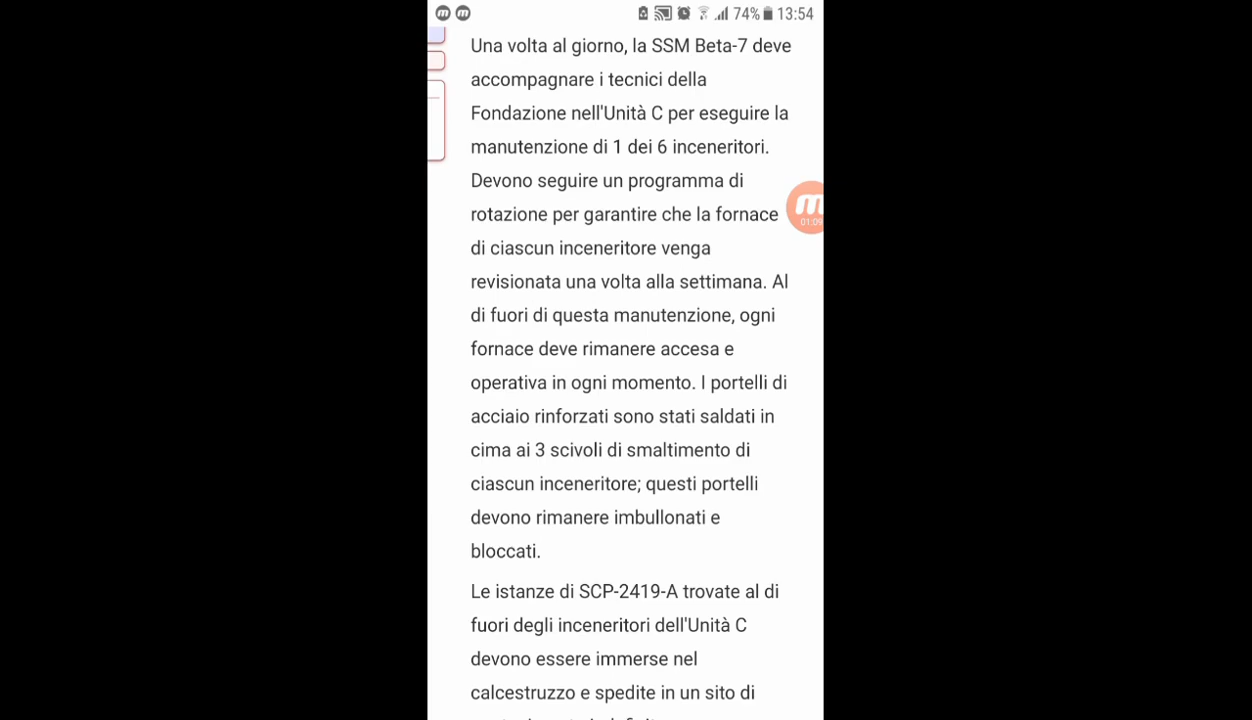 74% 13:54
Una volta al giorno, la SSM Beta-7 deve
accompagnare i tecnici della
Fondazione nell'Unità C per eseguire la
manutenzione di 1 dei 6 inceneritori.
Devono seguire un programma di
rotazione per garantire che la fornace
di ciascun inceneritore venga
revisionata una volta alla settimana. Al
di fuori di questa manutenzione, ogni
fornace deve rimanere accesa e
operativa in ogni momento. I portelli di
acciaio rinforzati sono stati saldati in
cima ai 3 scivoli di smaltimento di
ciascun inceneritore; questi portelli
devono rimanere imbullonati e
bloccati.
01:09
Le istanze di SCP-2419-A trovate al di
fuori degli inceneritori dell'Unità C
devono essere immerse nel
calcestruzzo e spedite in un sito di